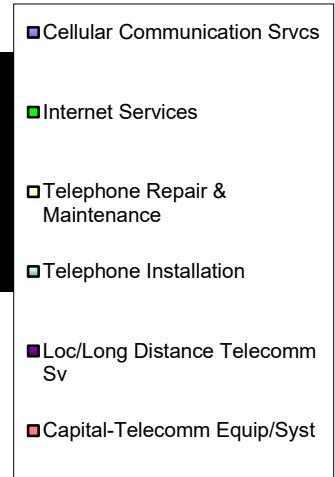 Cellular Communication Srvcs
Internet Services
Telephone Repair &
Maintenance
Telephone Installation
Loc/Long Distance Telecomm
Sv
Capital-Telecomm Equip/Syst